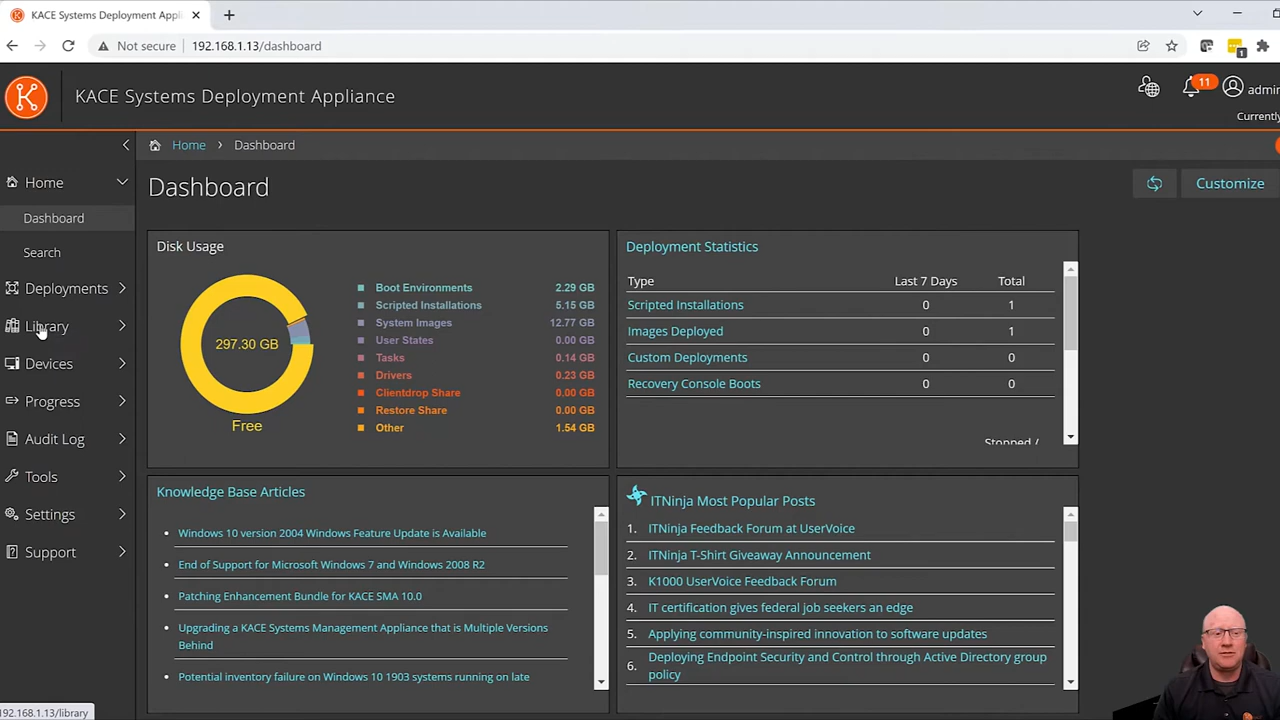 KACE Systems Deployment Appl
Not secure
192.168.1.13/dashboard
1
KACE Systems Deployment Appliance
11
admin
Currently
Home
Dashboard
Search
Deployments
Library
Devices
Progress
Audit Log
Tools
Settings
Support
Home > Dashboard
Dashboard
Customize
Disk Usage
297.30 GB
Free
Boot Environments 2.29 GB
Scripted Installations 5.15 GB
System Images 12.77 GB
User States 0.00 GB
Tasks 0.14 GB
Drivers 0.23 GB
Clientdrop Share 0.00 GB
Restore Share 0.00 GB
Other 1.54 GB
Deployment Statistics
Type Last 7 Days Total
Scripted Installations 0 1
Images Deployed 0 1
Custom Deployments 0 0
Recovery Console Boots 0 0
Stopped /
Knowledge Base Articles
Windows 10 version 2004 Windows Feature Update is Available
End of Support for Microsoft Windows 7 and Windows 2008 R2
Patching Enhancement Bundle for KACE SMA 10.0
Upgrading a KACE Systems Management Appliance that is Multiple Versions
Behind
Potential inventory failure on Windows 10 1903 systems running on late
ITNinja Most Popular Posts
1. ITNinja Feedback Forum at UserVoice
2. ITNinja T-Shirt Giveaway Announcement
3. K1000 UserVoice Feedback Forum
4. IT certification gives federal job seekers an edge
5. Applying community-inspired innovation to software updates
6. Deploying Endpoint Security and Control through Active Directory group
policy
192.168.1.13/library